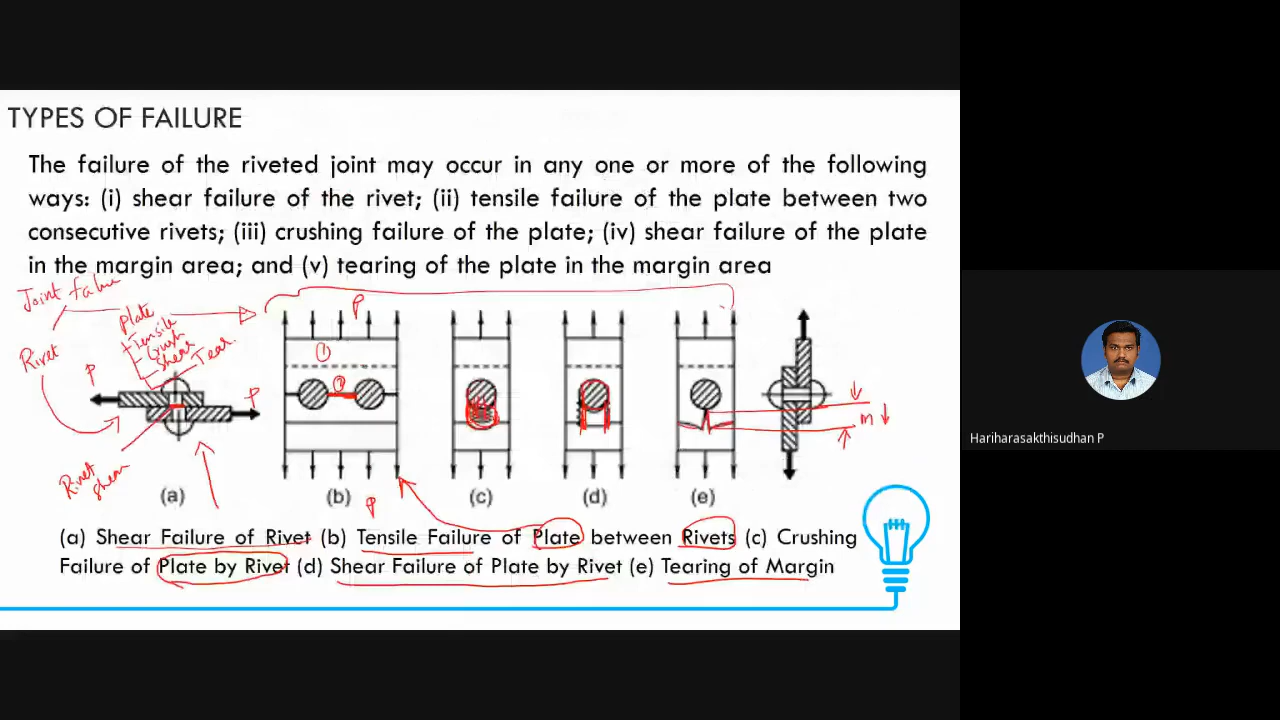 TYPES OF FAILURE
The failure of the riveted joint may occur in any one or more of the following
ways: (i) shear failure of the rivet; (ii) tensile failure of the plate between two
consecutive rivets; (iii) crushing failure of the plate; (iv) shear failure of the plate
in the margin area; and (v) tearing of the plate in the margin area
Joint failure
Plate
Tensile
Crush
Shear
Tear
Rivet
P
P
Rivet
shear
P
1
2
P
m
(a) (b) (c) (d) (e)
(a) Shear Failure of Rivet (b) Tensile Failure of Plate between Rivets (c) Crushing
Failure of Plate by Rivet (d) Shear Failure of Plate by Rivet (e) Tearing of Margin
Hariharasakthisudhan P